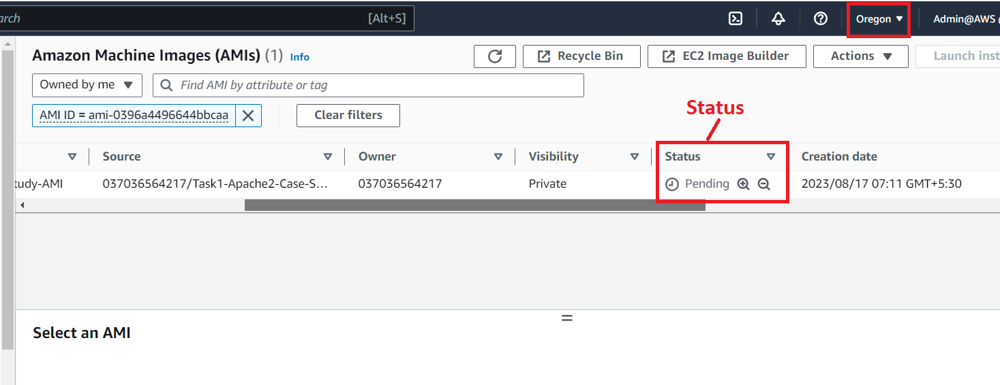 arch [Alt+S] Oregon Admin@AWS
Amazon Machine Images (AMIs) (1) Info Recycle Bin EC2 Image Builder Actions Launch inst
Owned by me Find AMI by attribute or tag
AMI ID = ami-0396a4496644bbcaa Clear filters
Status
Source Owner Visibility Status Creation date
tudy-AMI 037036564217/Task1-Apache2-Case-S... 037036564217 Private Pending 2023/08/17 07:11 GMT+5:30
Select an AMI